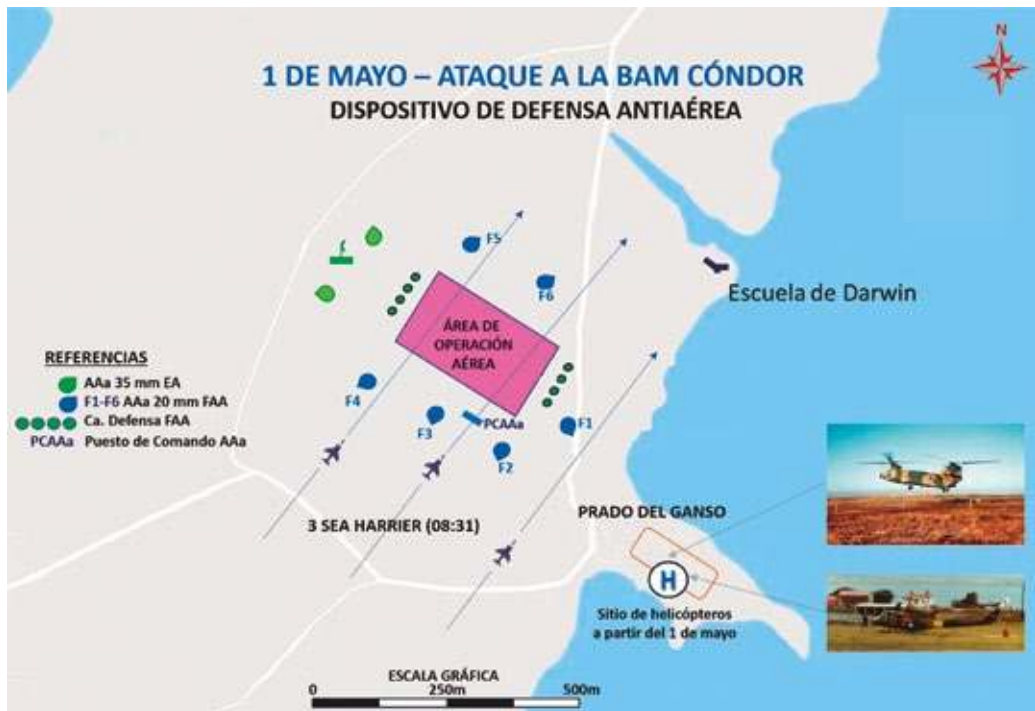 N
1 DE MAYO – ATAQUE A LA BAM CÓNDOR
DISPOSITIVO DE DEFENSA ANTIAÉREA
F5
F6
Escuela de Darwin
ÁREA DE
OPERACIÓN
AÉREA
REFERENCIAS
AAa 35 mm EA
F1-F6 AAa 20 mm FAA
Ca. Defensa FAA
PCAAa Puesto de Comando AAa
F4
F3
PCAAa
F1
F2
3 SEA HARRIER (08:31)
PRADO DEL GANSO
H
Sitio de helicópteros
a partir del 1 de mayo
ESCALA GRÁFICA
0 250m 500m